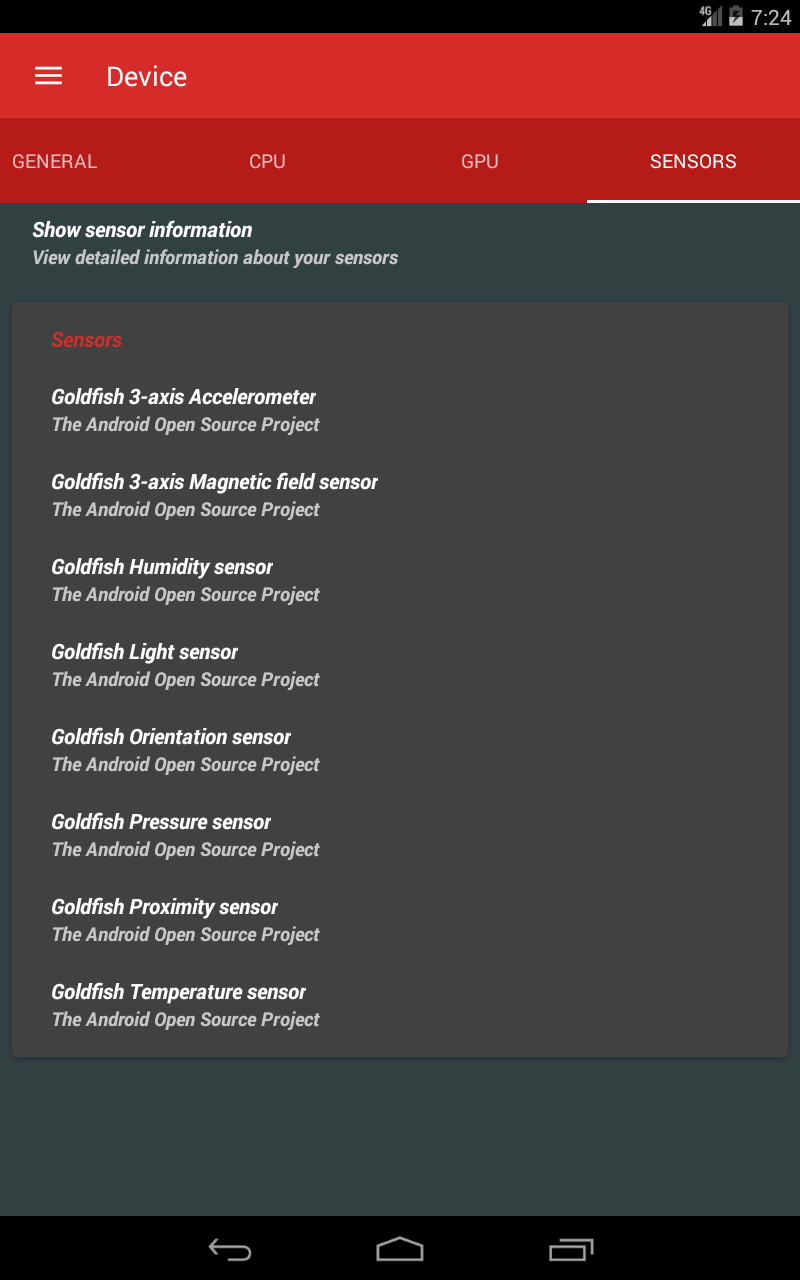 4G 7:24
Device
GENERAL CPU GPU SENSORS
Show sensor information
View detailed information about your sensors
Sensors
Goldfish 3-axis Accelerometer
The Android Open Source Project
Goldfish 3-axis Magnetic field sensor
The Android Open Source Project
Goldfish Humidity sensor
The Android Open Source Project
Goldfish Light sensor
The Android Open Source Project
Goldfish Orientation sensor
The Android Open Source Project
Goldfish Pressure sensor
The Android Open Source Project
Goldfish Proximity sensor
The Android Open Source Project
Goldfish Temperature sensor
The Android Open Source Project